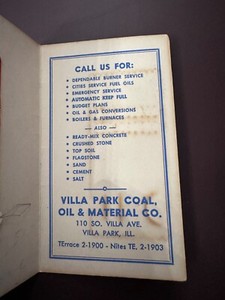 CALL US FOR:
• DEPENDABLE BURNER SERVICE
• CITIES SERVICE FUEL OILS
• EMERGENCY SERVICE
• AUTOMATIC KEEP FULL
• BUDGET PLANS
• OIL & GAS CONVERSIONS
• BOILERS & FURNACES
— ALSO —
• READY-MIX CONCRETE
• CRUSHED STONE
• TOP SOIL
• FLAGSTONE
• SAND
• CEMENT
• SALT
VILLA PARK COAL,
OIL & MATERIAL CO.
110 SO. VILLA AVE.
VILLA PARK, ILL.
TErrace 2-1900 - Nites TE. 2-1903